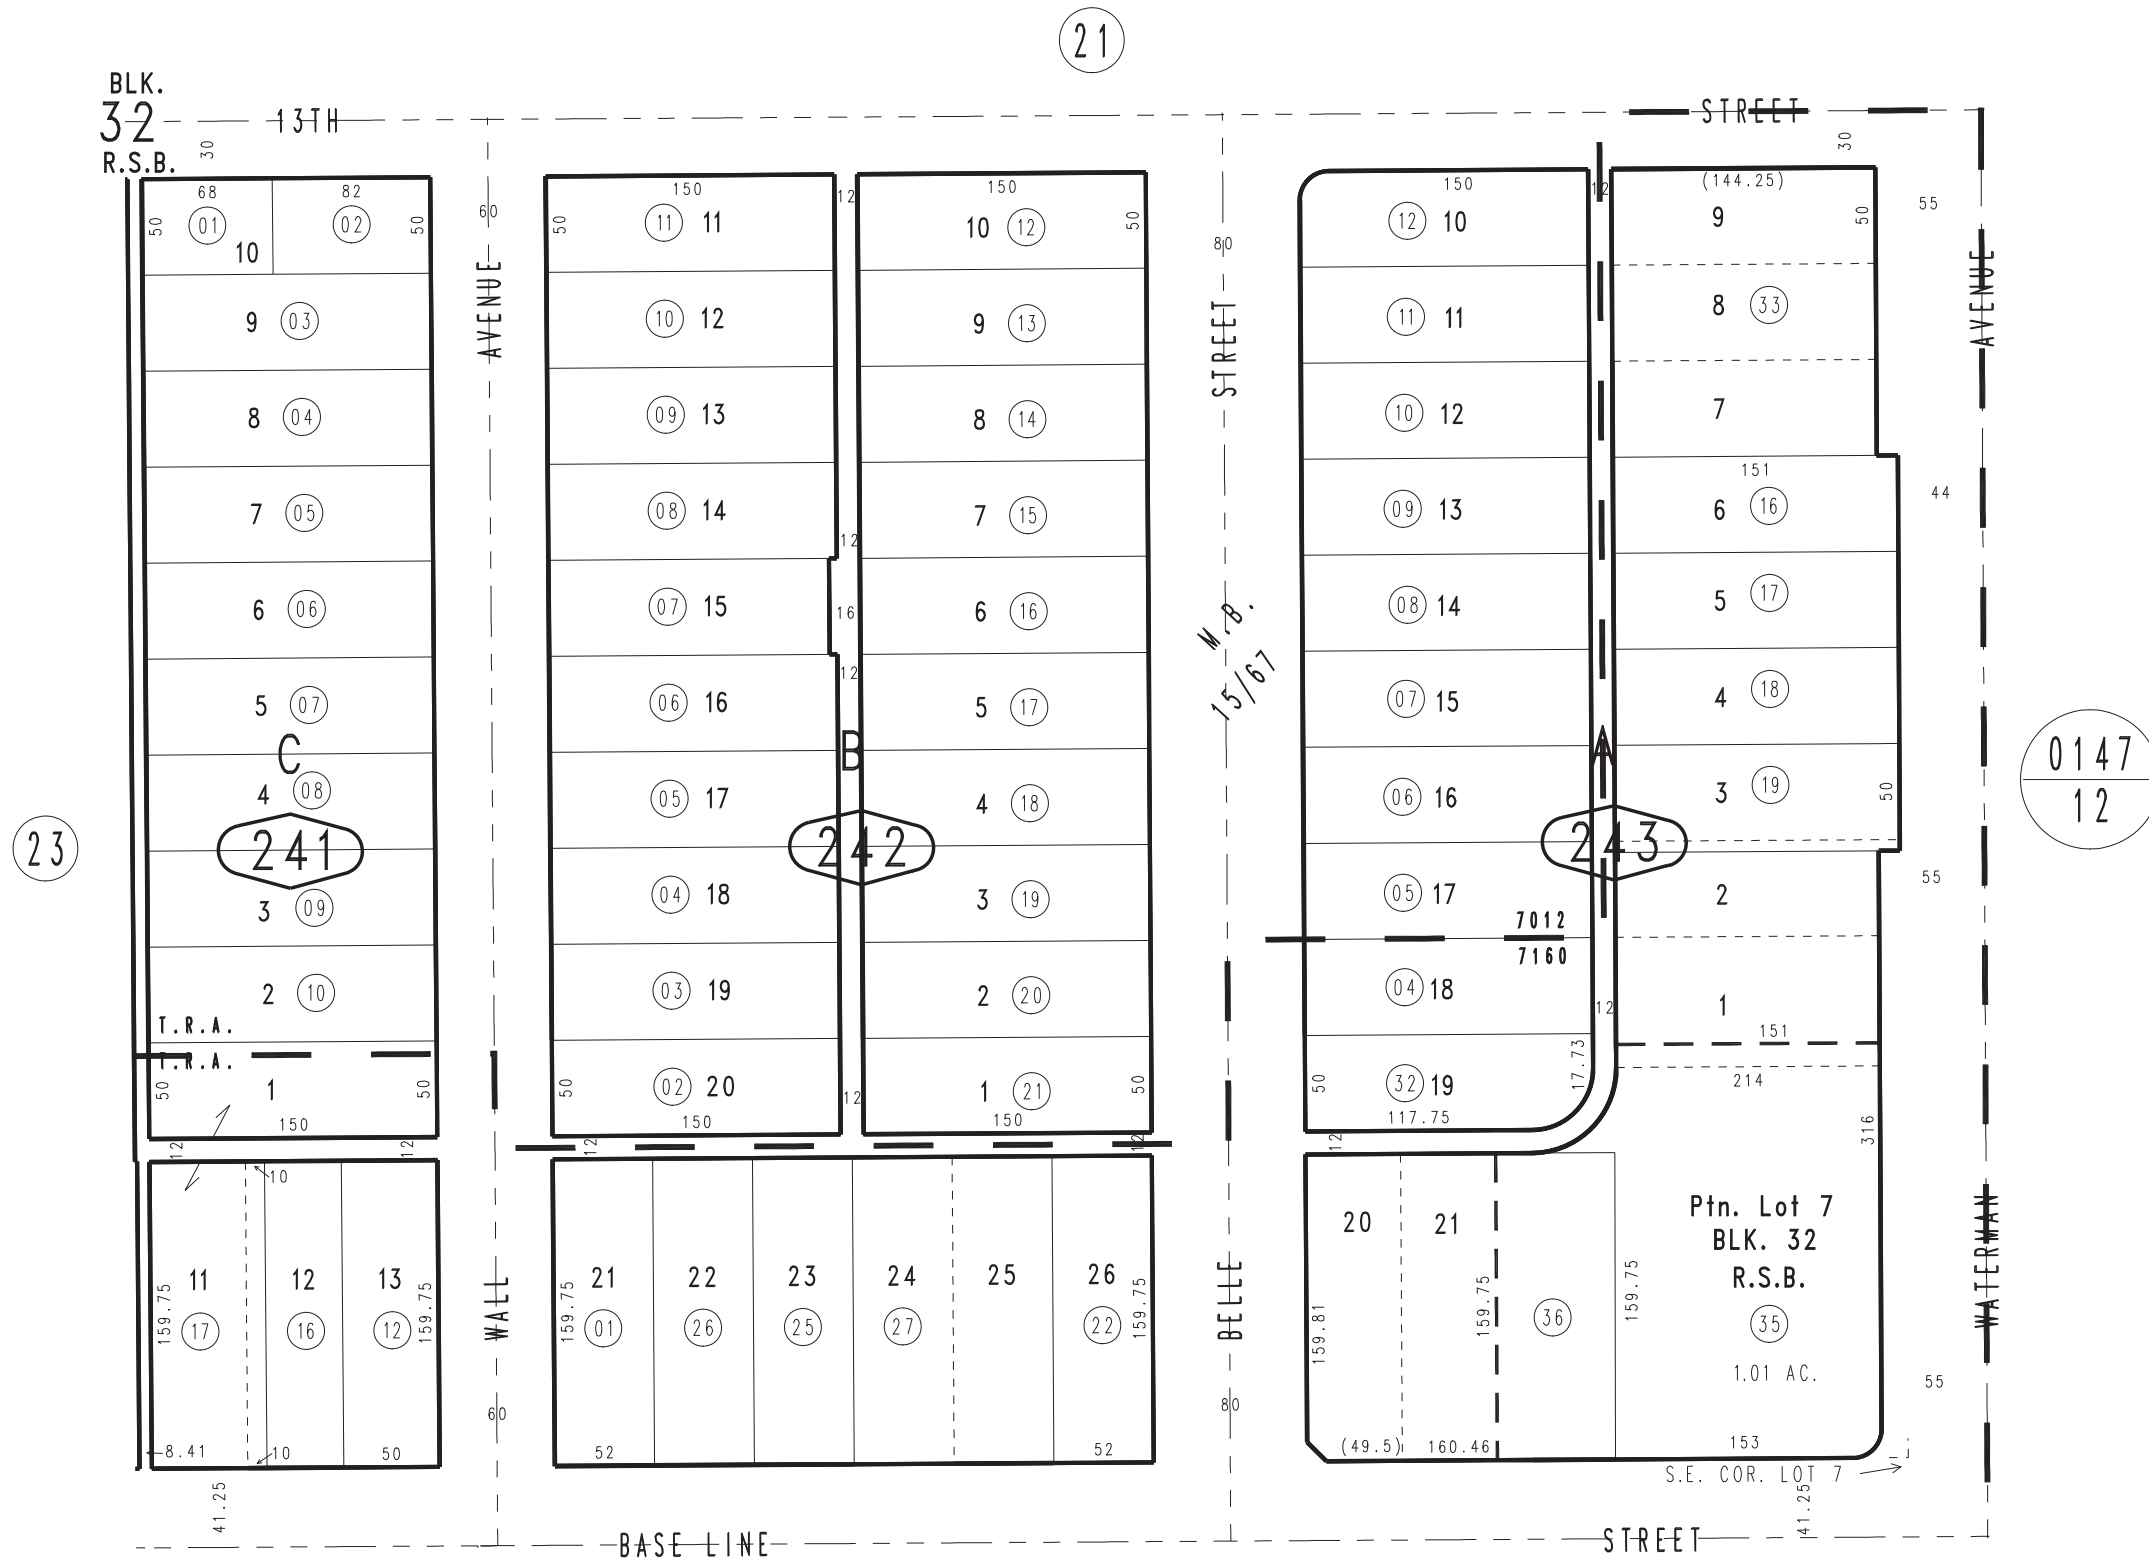 21
BLK.
32
R.S.B.
13TH STREET
30
30
68 82
50 01 10 02 50
9 03
8 04
7 05
6 06
5 07
C
4 08
241
3 09
2 10
T.R.A.
T.R.A.
50 1 50
150
12 12
10
11 12 13
159.75 17 16 12 159.75
8.41 10 50
41.25
23
60
AVENUE
WALL
60
150 12 150
50 11 11 10 12 50
10 12 9 13
09 13 8 14
08 14 7 15
12
07 15 16 6 16
12
06 16 5 17
B
05 17 4 18
242
04 18 3 19
03 19 2 20
50 02 20 12 1 21 50
150 150
12 12
21 22 23 24 25 26
159.75 01 26 25 27 22 159.75
52 52
80
STREET
M.B.
15/67
BELLE
80
150 12 (144.25)
12 10 9 50
11 11 8 33
10 12 7
151
09 13 6 16
08 14 5 17
07 15 4 18
A
06 16 3 19 50
243
05 17 2
7012
7160
04 18 12 1
151
17.73
50 32 19 214
117.75
12
316
20 21
Ptn. Lot 7
BLK. 32
R.S.B.
159.81 159.75 36 159.75 35
1.01 AC.
(49.5) 160.46 153
S.E. COR. LOT 7
41.25
55
AVENUE
44
0147
12
55
WATERMAN
55
BASE LINE STREET